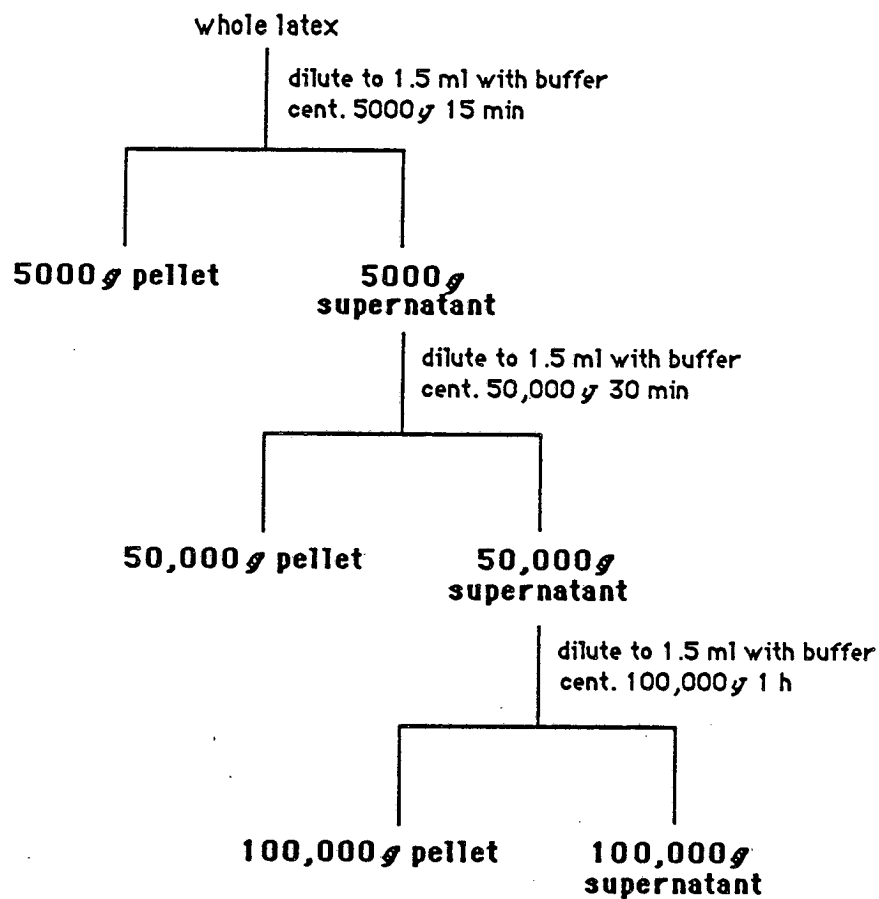 whole latex
dilute to 1.5 ml with buffer
cent. 5000 g 15 min
5000 g pellet
5000 g
supernatant
dilute to 1.5 ml with buffer
cent. 50,000 g 30 min
50,000 g pellet
50,000 g
supernatant
dilute to 1.5 ml with buffer
cent. 100,000 g 1 h
100,000 g pellet
100,000 g
supernatant